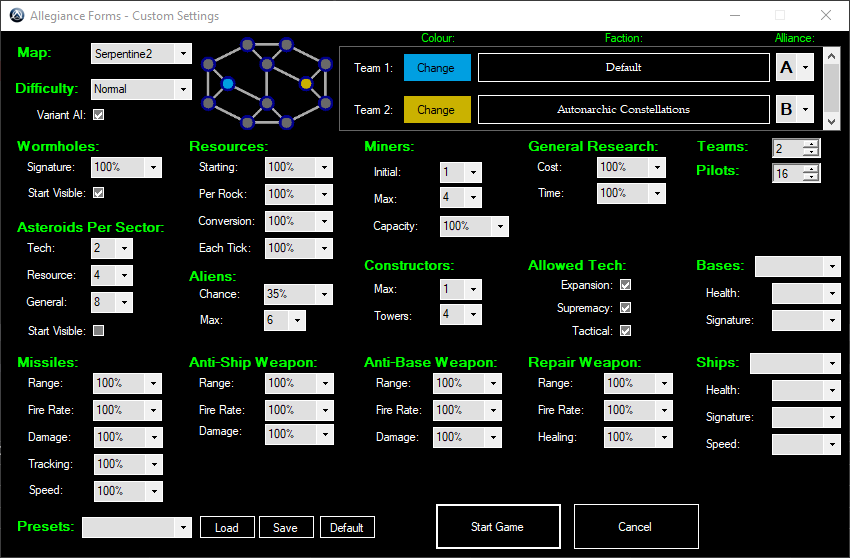 Allegiance Forms - Custom Settings
Colour: Faction: Alliance:
Map: Serpentine2
Team 1: Change Default A
Difficulty: Normal
Team 2: Change Autonarchic Constellations B
Variant AI:
Wormholes: Resources: Miners: General Research: Teams: 2
Signature: 100% Starting: 100% Initial: 1 Cost: 100% Pilots: 16
Start Visible: Per Rock: 100% Max: 4 Time: 100%
Asteroids Per Sector: Conversion: 100% Capacity: 100%
Tech: 2 Each Tick: 100%
Resource: 4 Aliens: Constructors: Allowed Tech: Bases:
General: 8 Chance: 35% Max: 1 Expansion: Health:
Start Visible: Max: 6 Towers: 4 Supremacy: Signature:
Tactical:
Missiles: Anti-Ship Weapon: Anti-Base Weapon: Repair Weapon: Ships:
Range: 100% Range: 100% Range: 100% Range: 100% Health:
Fire Rate: 100% Fire Rate: 100% Fire Rate: 100% Fire Rate: 100% Signature:
Damage: 100% Damage: 100% Damage: 100% Healing: 100% Speed:
Tracking: 100%
Speed: 100%
Presets: Load Save Default Start Game Cancel